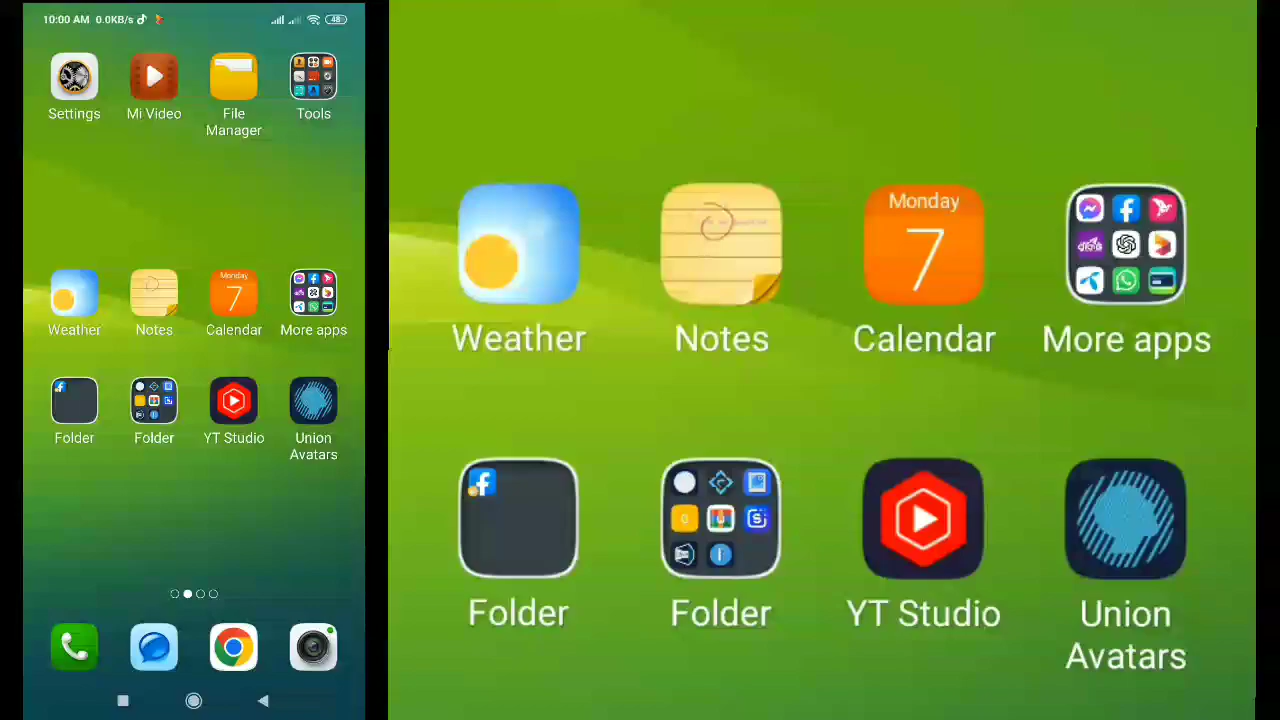 10:00 AM 0.0KB/s
48
Settings
Mi Video
File
Manager
Tools
Monday
7
Weather
Notes
Calendar
More apps
Folder
Folder
YT Studio
Union
Avatars
Monday
7
Weather
Notes
Calendar
More apps
Folder
Folder
YT Studio
Union
Avatars